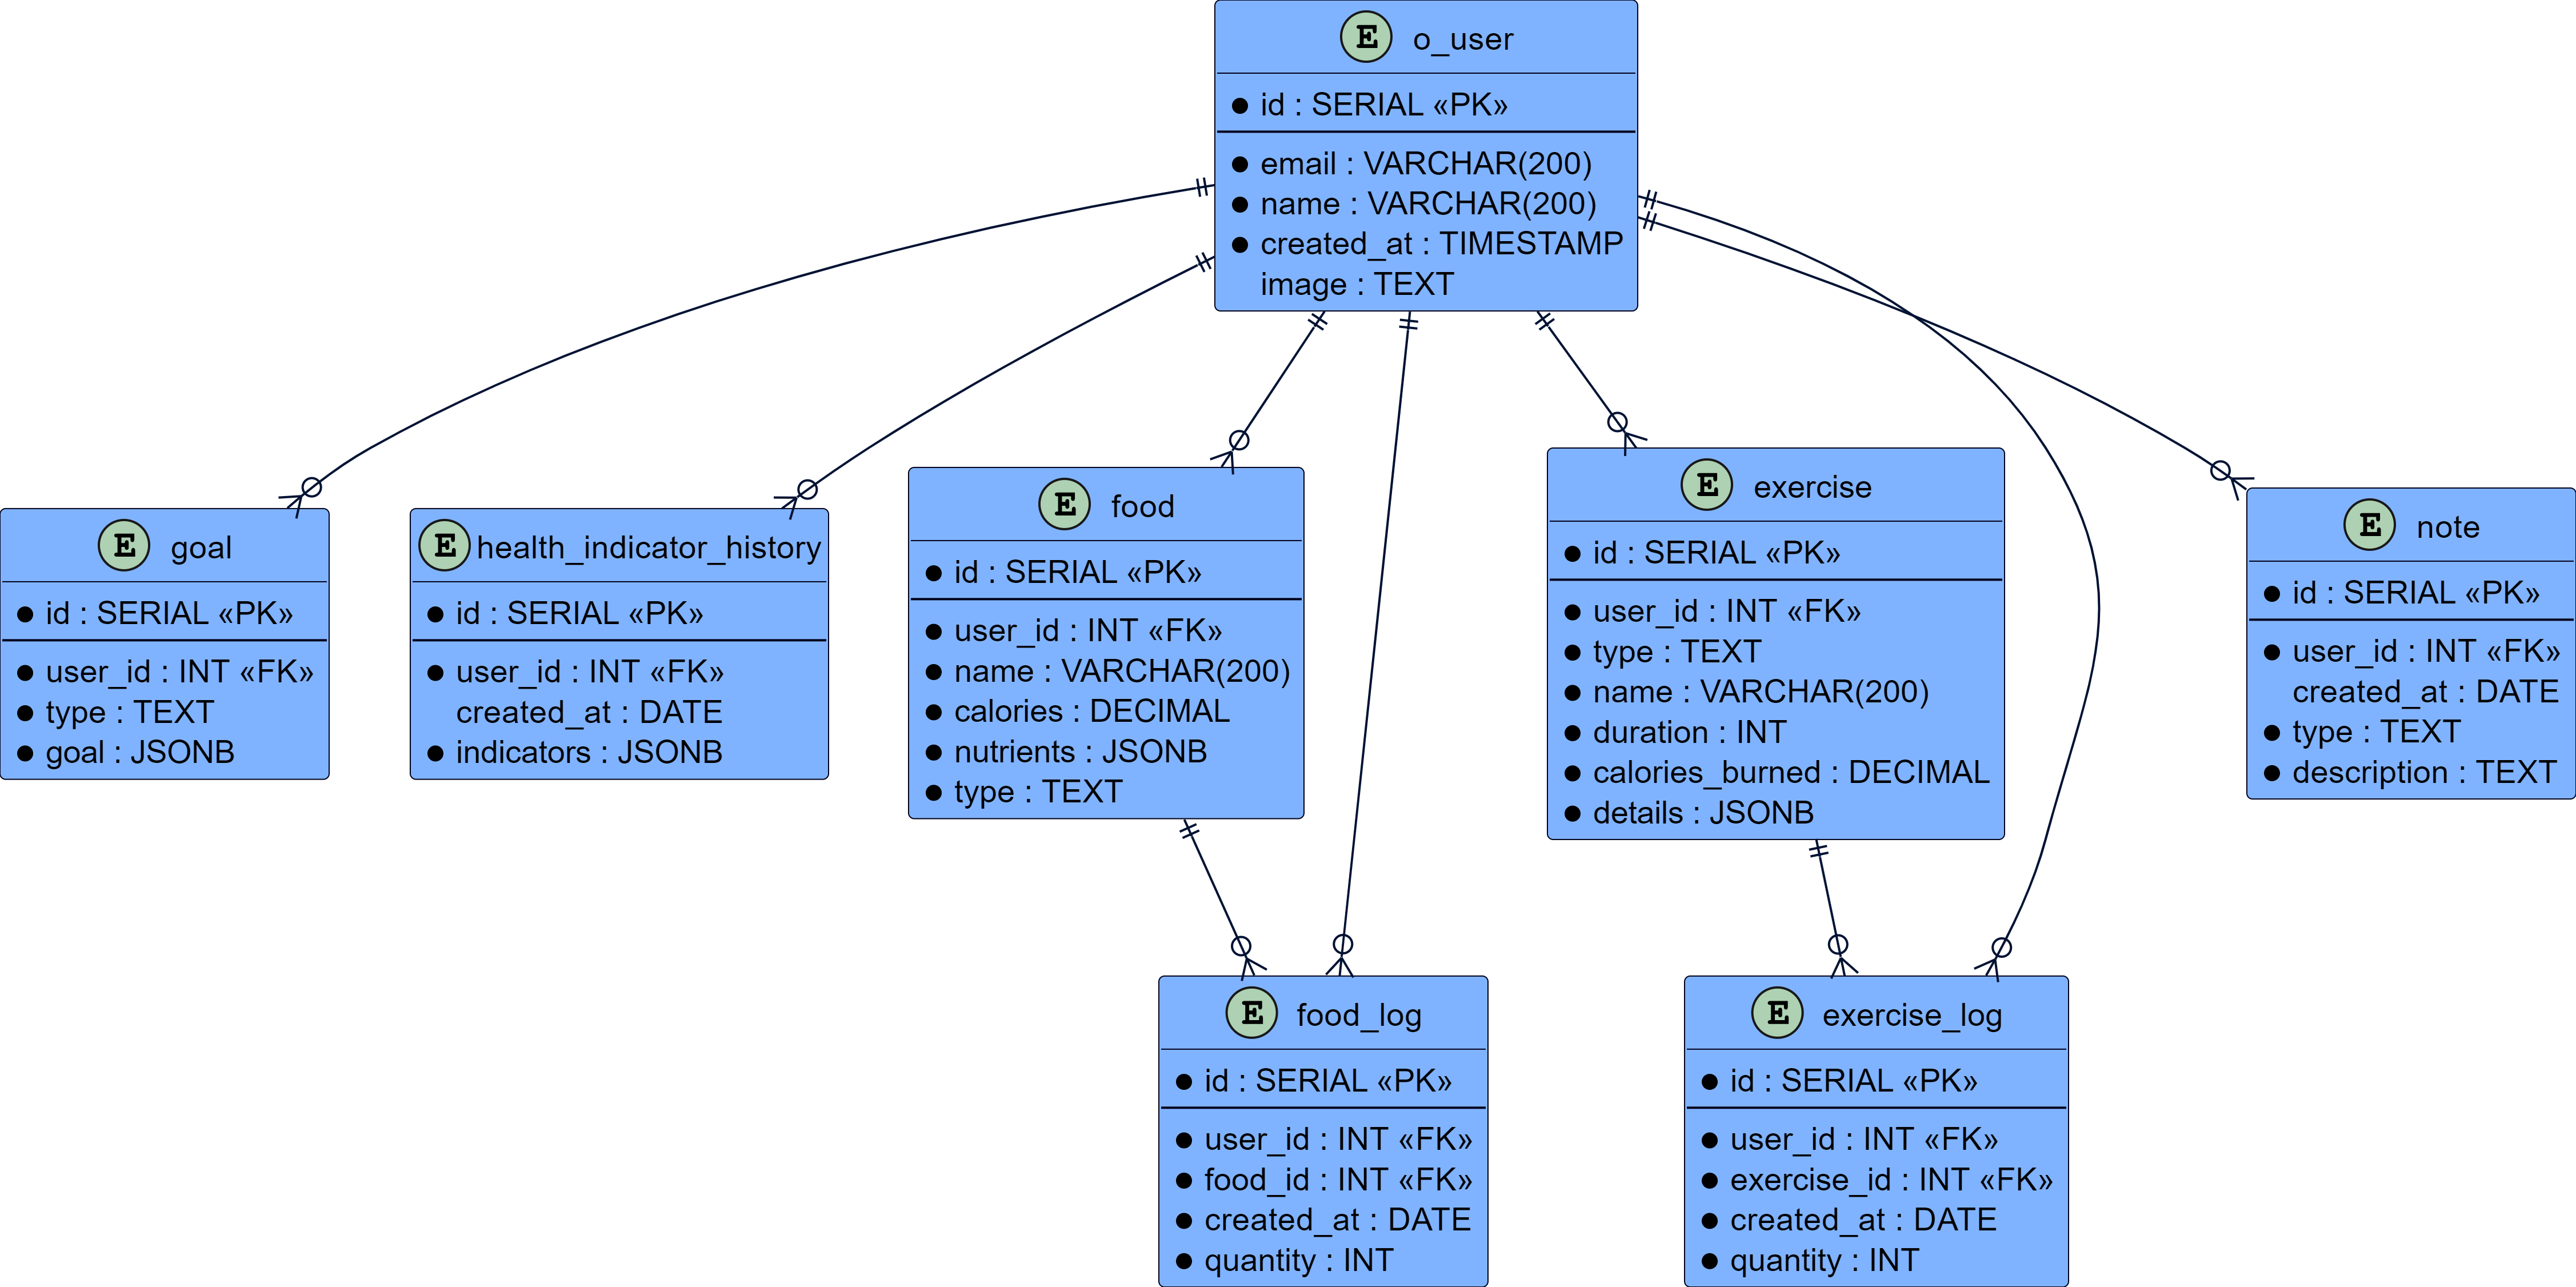 E o_user
id : SERIAL «PK»
email : VARCHAR(200)
name : VARCHAR(200)
created_at : TIMESTAMP
image : TEXT
E goal
id : SERIAL «PK»
user_id : INT «FK»
type : TEXT
goal : JSONB
E health_indicator_history
id : SERIAL «PK»
user_id : INT «FK»
created_at : DATE
indicators : JSONB
E food
id : SERIAL «PK»
user_id : INT «FK»
name : VARCHAR(200)
calories : DECIMAL
nutrients : JSONB
type : TEXT
E exercise
id : SERIAL «PK»
user_id : INT «FK»
type : TEXT
name : VARCHAR(200)
duration : INT
calories_burned : DECIMAL
details : JSONB
E note
id : SERIAL «PK»
user_id : INT «FK»
created_at : DATE
type : TEXT
description : TEXT
E food_log
id : SERIAL «PK»
user_id : INT «FK»
food_id : INT «FK»
created_at : DATE
quantity : INT
E exercise_log
id : SERIAL «PK»
user_id : INT «FK»
exercise_id : INT «FK»
created_at : DATE
quantity : INT